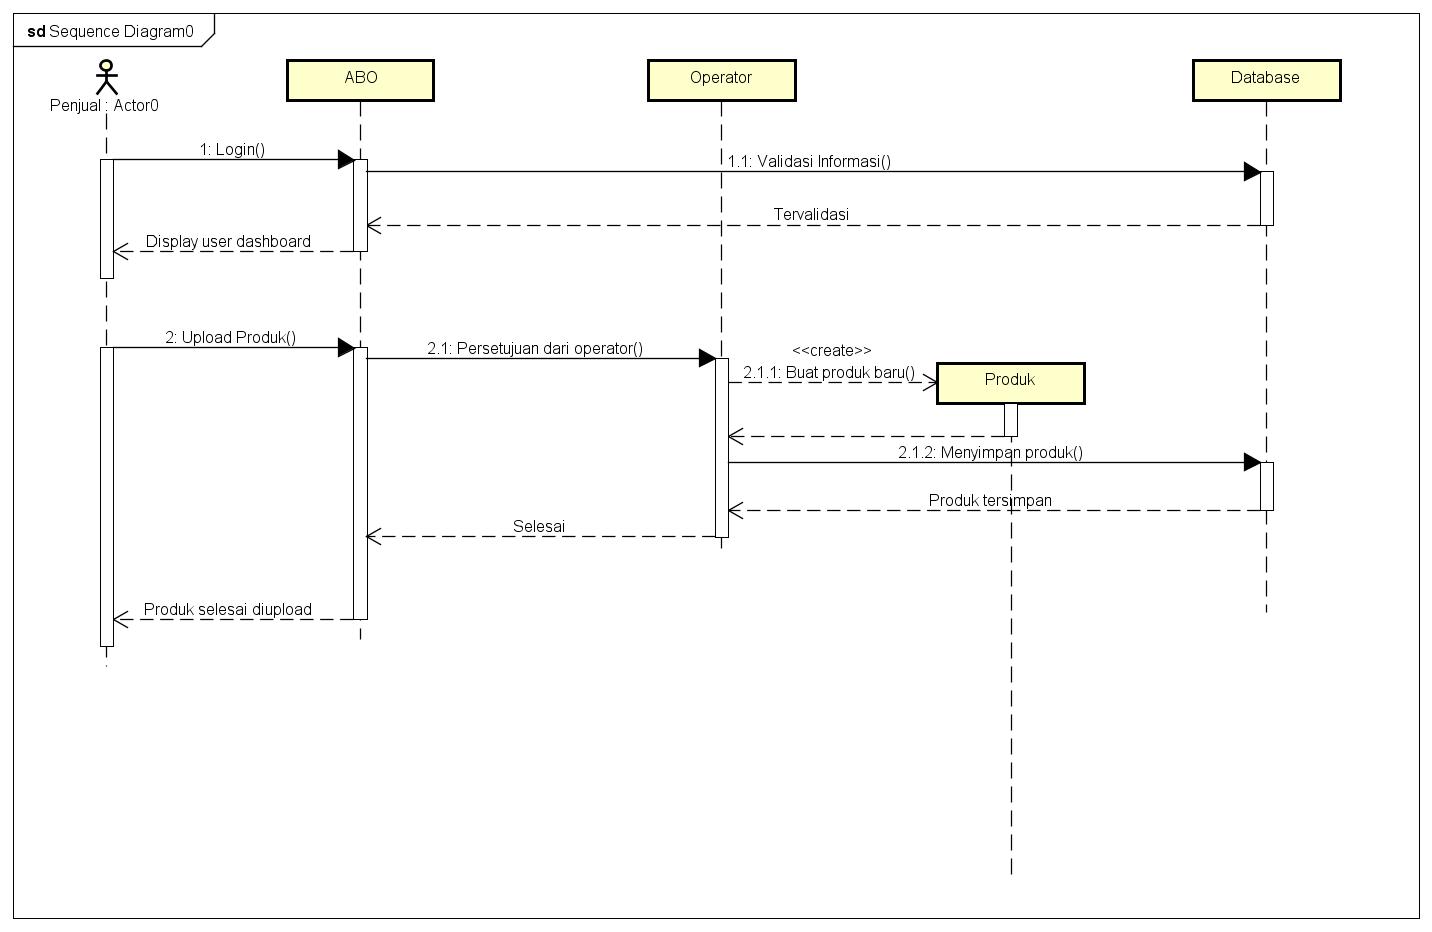 sd Sequence Diagram0
Penjual : Actor0
ABO
Operator
Database
1: Login()
1.1: Validasi Informasi()
Tervalidasi
Display user dashboard
2: Upload Produk()
2.1: Persetujuan dari operator()
<<create>>
2.1.1: Buat produk baru()
Produk
2.1.2: Menyimpan produk()
Produk tersimpan
Selesai
Produk selesai diupload